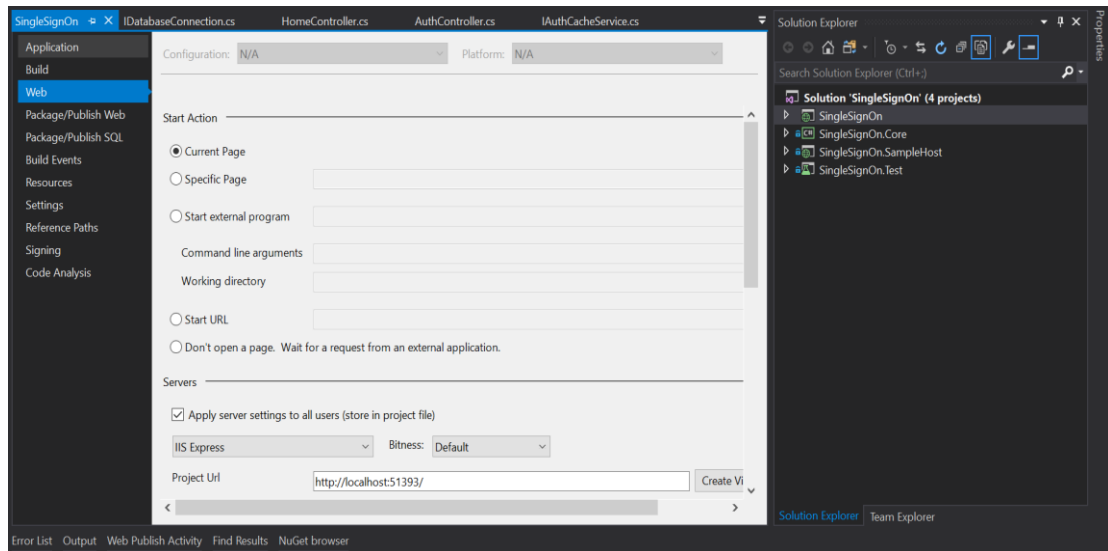 SingleSignOn IDatabaseConnection.cs HomeController.cs AuthController.cs IAuthCacheService.cs
Application
Build
Web
Package/Publish Web
Package/Publish SQL
Build Events
Resources
Settings
Reference Paths
Signing
Code Analysis
Configuration: N/A Platform: N/A
Start Action
Current Page
Specific Page
Start external program
Command line arguments
Working directory
Start URL
Don't open a page. Wait for a request from an external application.
Servers
Apply server settings to all users (store in project file)
IIS Express Bitness: Default
Project Url http://localhost:51393/ Create Vi
Solution Explorer
Search Solution Explorer (Ctrl+;)
Solution 'SingleSignOn' (4 projects)
SingleSignOn
C# SingleSignOn.Core
SingleSignOn.SampleHost
SingleSignOn.Test
Solution Explorer Team Explorer
Properties
Error List Output Web Publish Activity Find Results NuGet browser